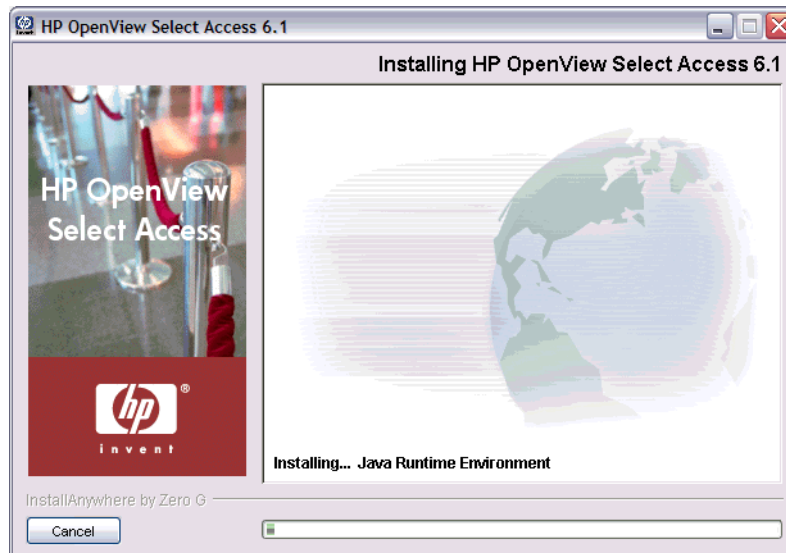 HP OpenView Select Access 6.1
Installing HP OpenView Select Access 6.1
HP OpenView
Select Access
hp
®
invent
Installing... Java Runtime Environment
InstallAnywhere by Zero G
Cancel